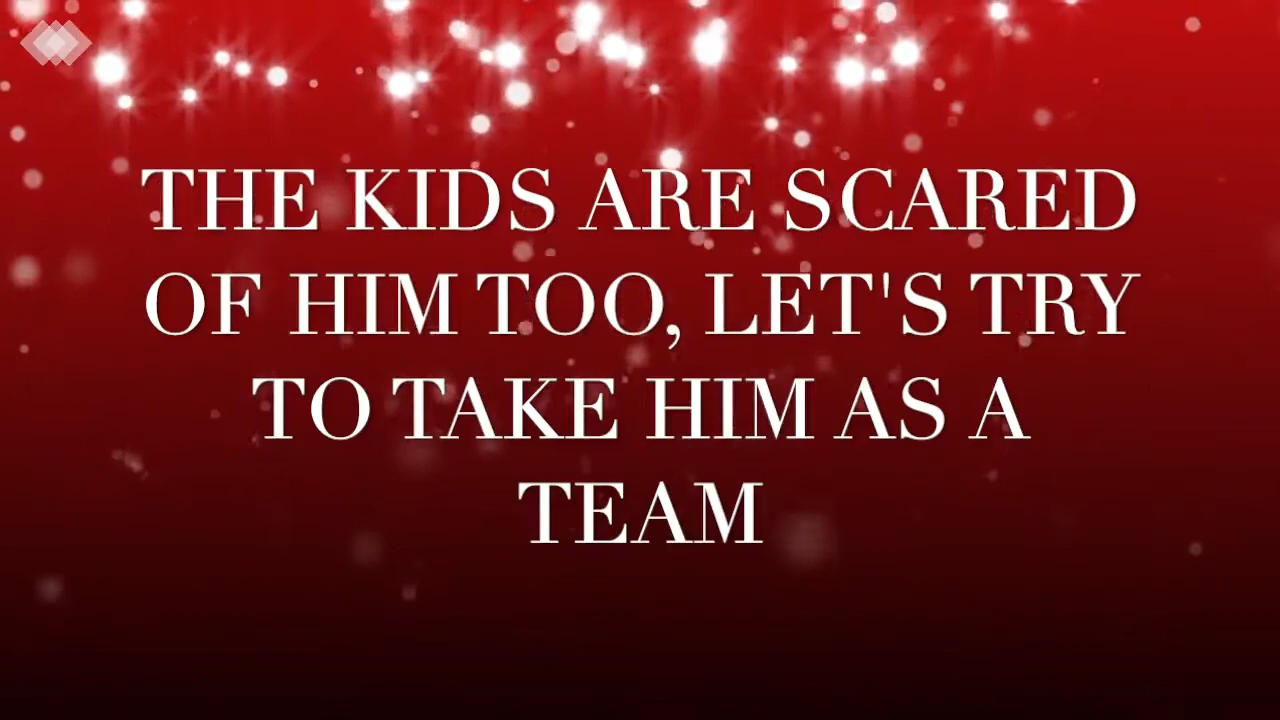 THE KIDS ARE SCARED
OF HIM TOO, LET'S TRY
TO TAKE HIM AS A
TEAM